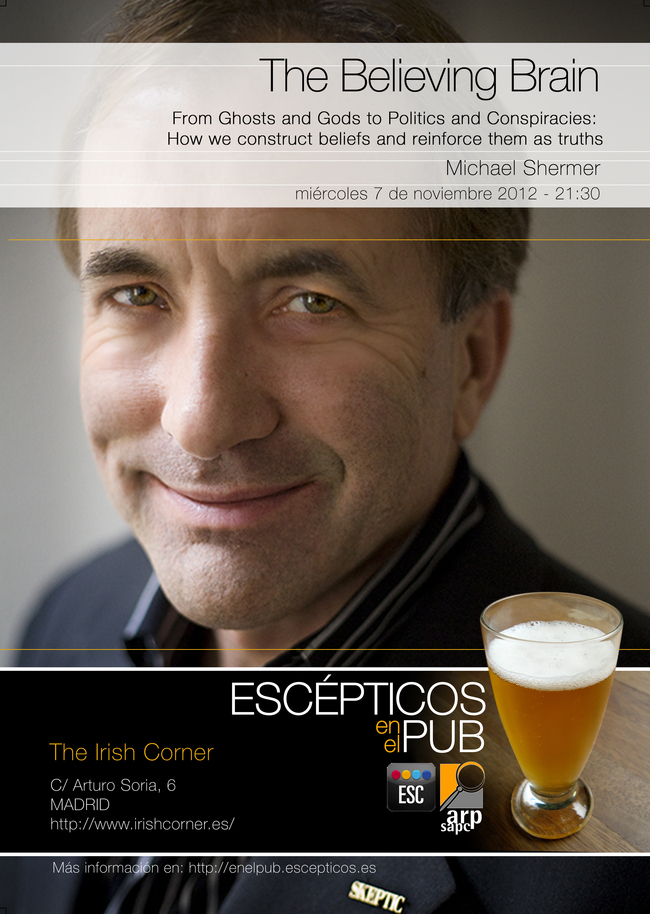 The Believing Brain
From Ghosts and Gods to Politics and Conspiracies:
How we construct beliefs and reinforce them as truths
Michael Shermer
miércoles 7 de noviembre 2012 - 21:30
ESCÉPTICOS
en el PUB
The Irish Corner
C/ Arturo Soria, 6
MADRID
http://www.irishcorner.es/
ESC
arp
sapc
Más información en: http://enelpub.escepticos.es
SKEPTIC